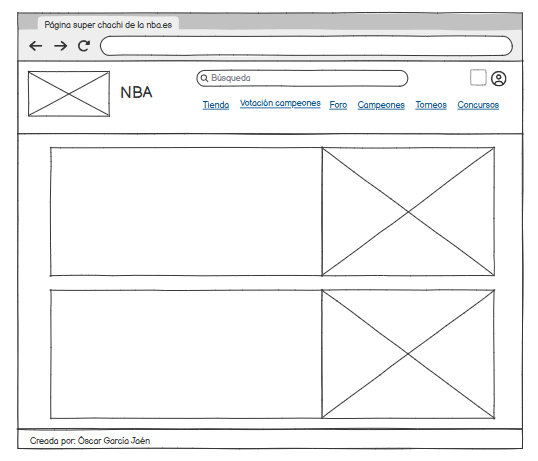 Página super chachi de la nba.es
NBA
Búsqueda
Tienda Votación campeones Foro Campeones Torneos Concursos
Creada por: Óscar García Jaén